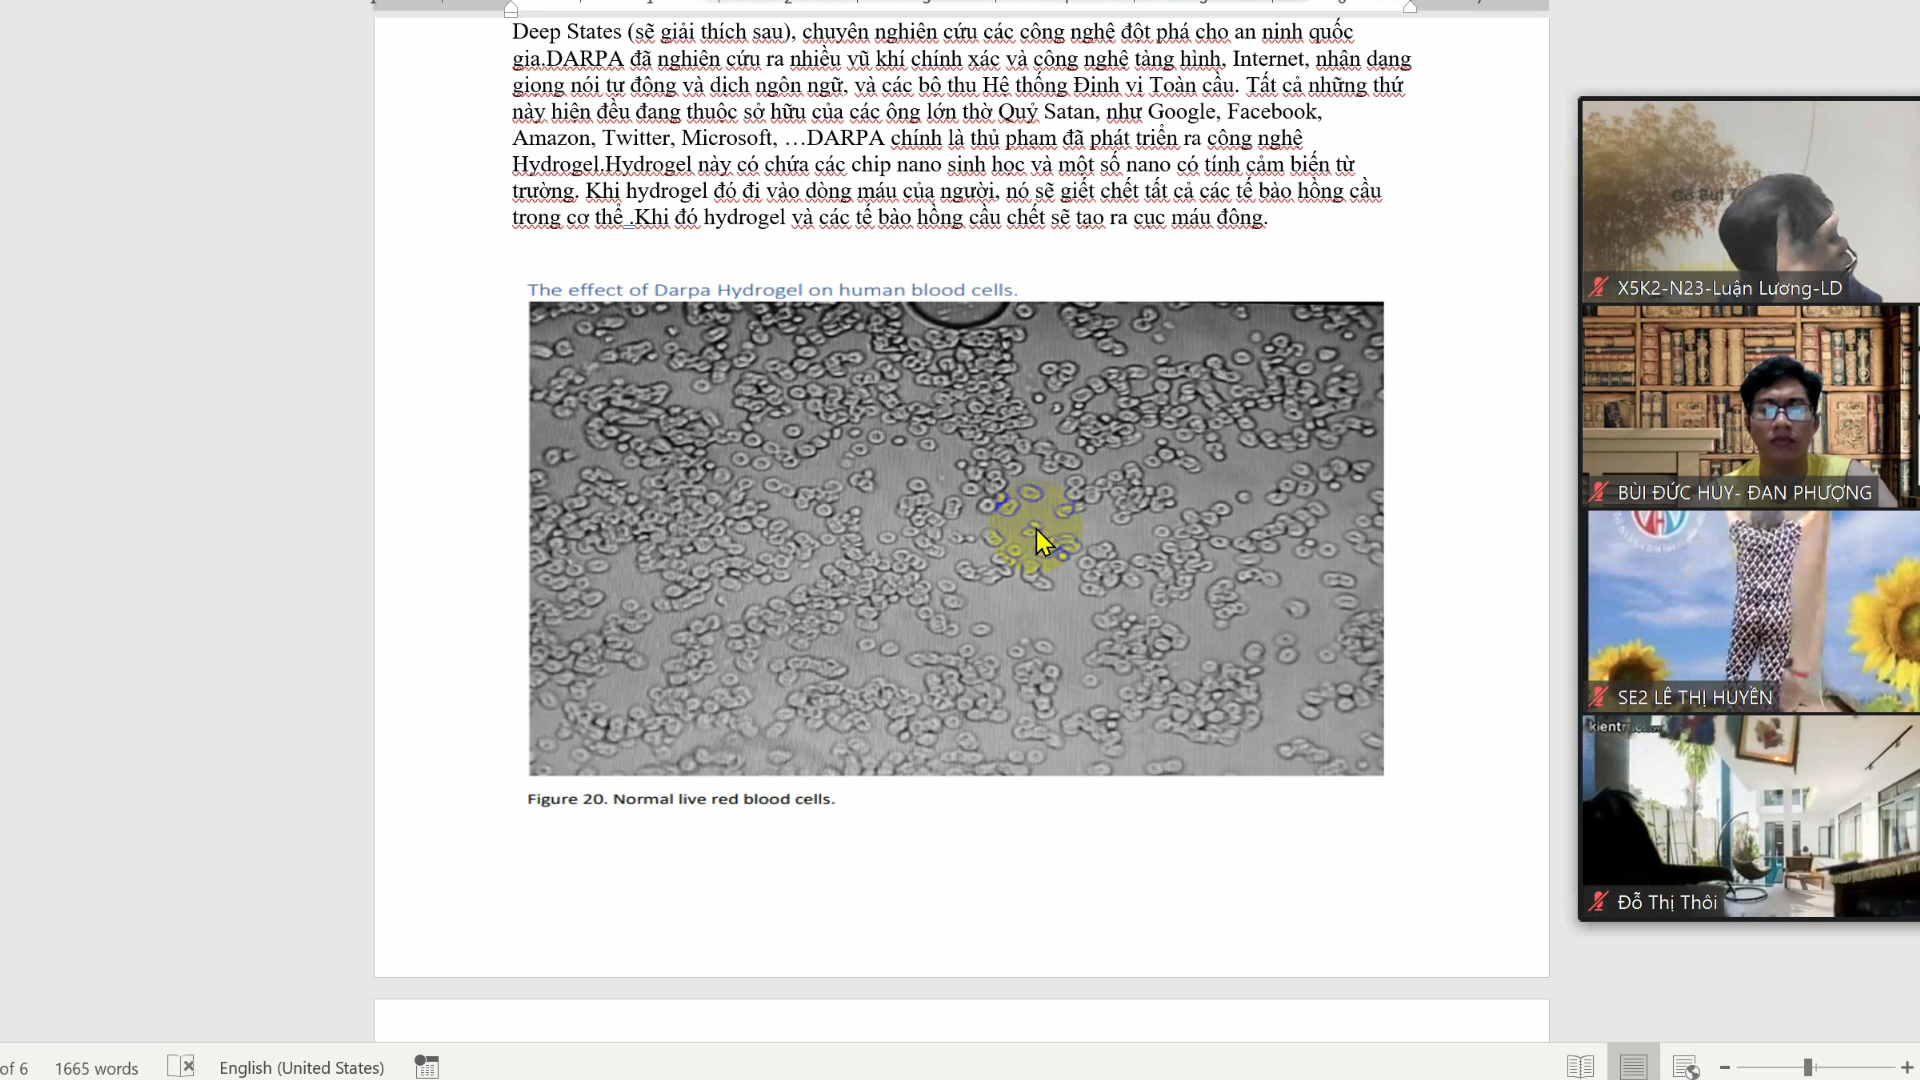 Deep States (sẽ giải thích sau), chuyên nghiên cứu các công nghệ đột phá cho an ninh quốc
gia.DARPA đã nghiên cứu ra nhiều vũ khí chính xác và công nghệ tàng hình, Internet, nhận dạng
giọng nói tự động và dịch ngôn ngữ, và các bộ thu Hệ thống Định vị Toàn cầu. Tất cả những thứ
này hiện đều đang thuộc sở hữu của các ông lớn thờ Quỷ Satan, như Google, Facebook,
Amazon, Twitter, Microsoft, …DARPA chính là thủ phạm đã phát triển ra công nghệ
Hydrogel.Hydrogel này có chứa các chip nano sinh học và một số nano có tính cảm biến từ
trường. Khi hydrogel đó đi vào dòng máu của người, nó sẽ giết chết tất cả các tế bào hồng cầu
trong cơ thể .Khi đó hydrogel và các tế bào hồng cầu chết sẽ tạo ra cục máu đông.
The effect of Darpa Hydrogel on human blood cells.
Figure 20. Normal live red blood cells.
X5K2-N23-Luận Lương-LD
BÙI ĐỨC HUY- ĐAN PHƯỢNG
SE2 LÊ THỊ HUYỀN
kientr
Đỗ Thị Thôi
of 6
1665 words
English (United States)